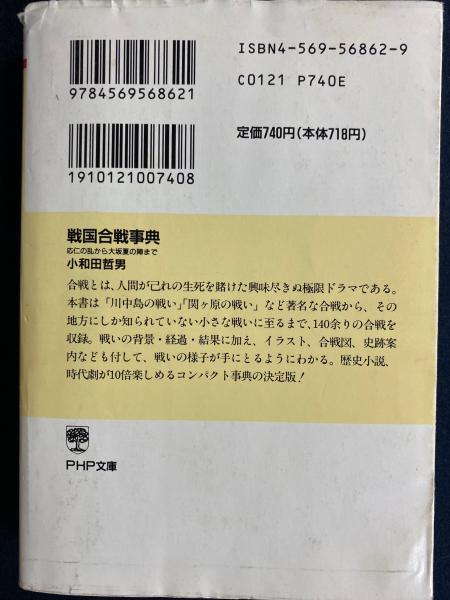 ISBN4-569-56862-9
9784569568621
C0121 P740E
定価740円(本体718円)
1910121007408
戦国合戦事典
応仁の乱から大坂夏の陣まで
小和田哲男
合戦とは、人間が己れの生死を賭けた興味尽きぬ極限ドラマである。
本書は「川中島の戦い」「関ヶ原の戦い」など著名な合戦から、その
地方にしか知られていない小さな戦いに至るまで、140余りの合戦を
収録。戦いの背景・経過・結果に加え、イラスト、合戦図、史跡案
内なども付して、戦いの様子が手にとるようにわかる。歴史小説、
時代劇が10倍楽しめるコンパクト事典の決定版!
PHP文庫